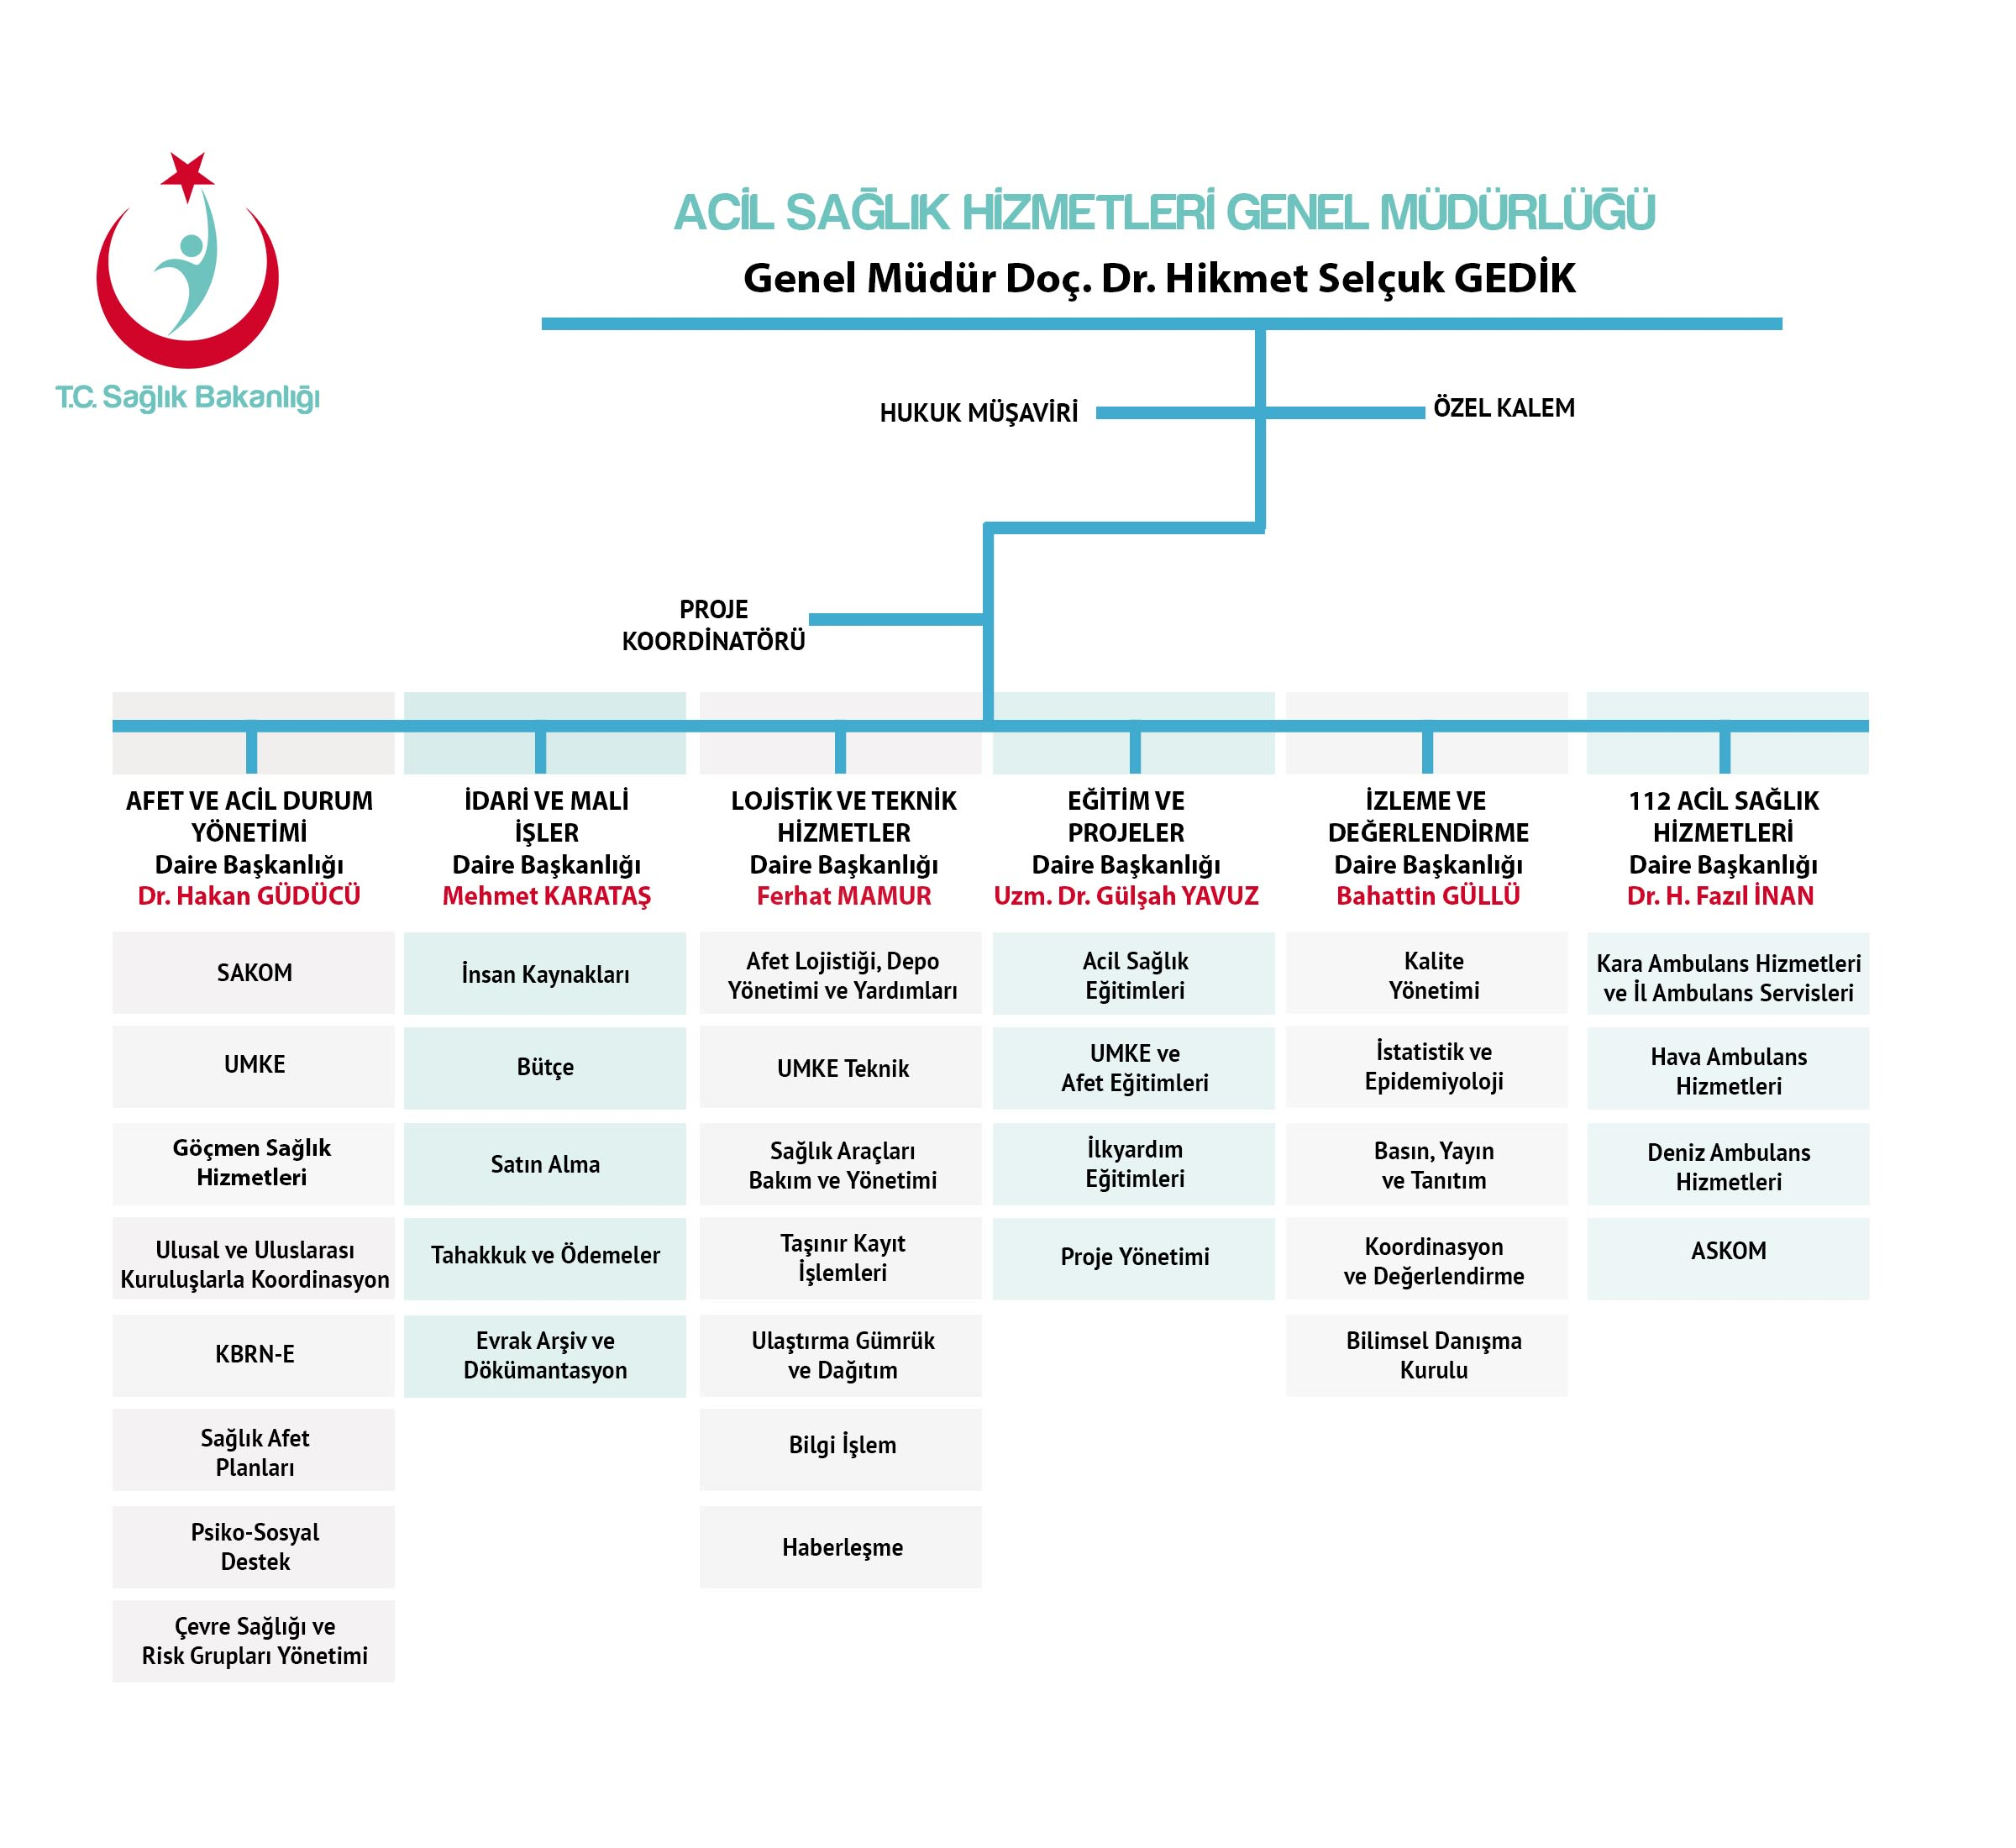 T.C. Sağlık Bakanlığı
ACİL SAĞLIK HİZMETLERİ GENEL MÜDÜRLÜĞÜ
Genel Müdür Doç. Dr. Hikmet Selçuk GEDİK
HUKUK MÜŞAVİRİ
ÖZEL KALEM
PROJE
KOORDİNATÖRÜ
AFET VE ACİL DURUM
YÖNETİMİ
Daire Başkanlığı
Dr. Hakan GÜDÜCÜ
SAKOM
UMKE
Göçmen Sağlık
Hizmetleri
Ulusal ve Uluslarası
Kuruluşlarla Koordinasyon
KBRN-E
Sağlık Afet
Planları
Psiko-Sosyal
Destek
Çevre Sağlığı ve
Risk Grupları Yönetimi
İDARİ VE MALİ
İŞLER
Daire Başkanlığı
Mehmet KARATAŞ
İnsan Kaynakları
Bütçe
Satın Alma
Tahakkuk ve Ödemeler
Evrak Arşiv ve
Dökümantasyon
LOJİSTİK VE TEKNİK
HİZMETLER
Daire Başkanlığı
Ferhat MAMUR
Afet Lojistiği, Depo
Yönetimi ve Yardımları
UMKE Teknik
Sağlık Araçları
Bakım ve Yönetimi
Taşınır Kayıt
İşlemleri
Ulaştırma Gümrük
ve Dağıtım
Bilgi İşlem
Haberleşme
EĞİTİM VE
PROJELER
Daire Başkanlığı
Uzm. Dr. Gülşah YAVUZ
Acil Sağlık
Eğitimleri
UMKE ve
Afet Eğitimleri
İlkyardım
Eğitimleri
Proje Yönetimi
İZLEME VE
DEĞERLENDİRME
Daire Başkanlığı
Bahattin GÜLLÜ
Kalite
Yönetimi
İstatistik ve
Epidemiyoloji
Basın, Yayın
ve Tanıtım
Koordinasyon
ve Değerlendirme
Bilimsel Danışma
Kurulu
112 ACİL SAĞLIK
HİZMETLERİ
Daire Başkanlığı
Dr. H. Fazıl İNAN
Kara Ambulans Hizmetleri
ve İl Ambulans Servisleri
Hava Ambulans
Hizmetleri
Deniz Ambulans
Hizmetleri
ASKOM